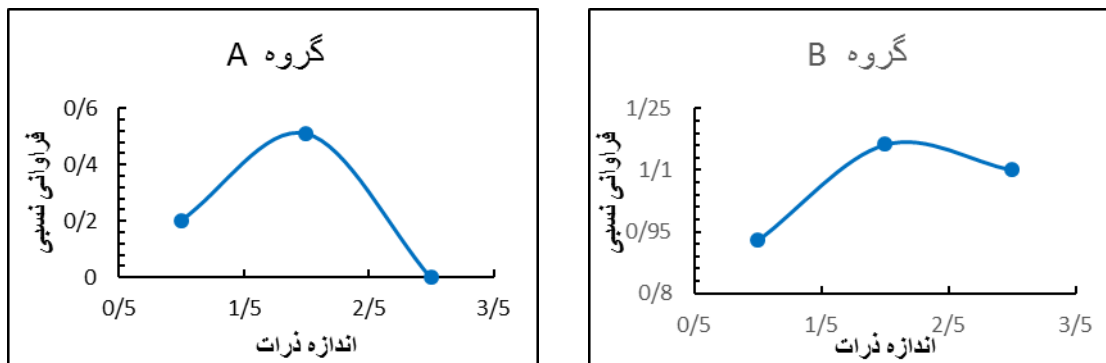 گروه A
فراوانی نسبی
0/6
0/4
0/2
0
0/5
1/5
2/5
3/5
اندازه ذرات
گروه B
فراوانی نسبی
1/25
1/1
0/95
0/8
0/5
1/5
2/5
3/5
اندازه ذرات